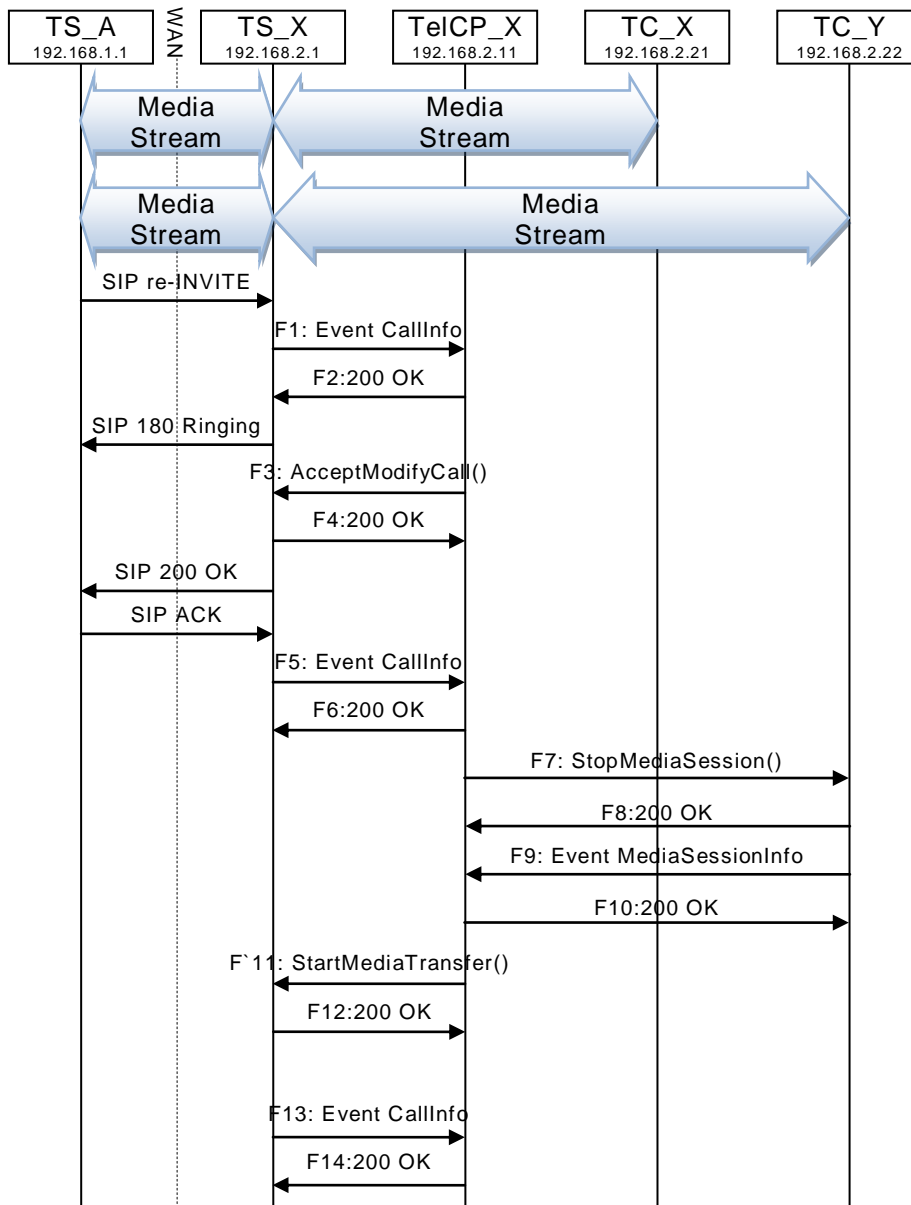 TS_A
192.168.1.1
WAN
TS_X
192.168.2.1
TelCP_X
192.168.2.11
TC_X
192.168.2.21
TC_Y
192.168.2.22
Media
Stream
Media
Stream
Media
Stream
Media
Stream
SIP re-INVITE
F1: Event CallInfo
F2:200 OK
SIP 180 Ringing
F3: AcceptModifyCall()
F4:200 OK
SIP 200 OK
SIP ACK
F5: Event CallInfo
F6:200 OK
F7: StopMediaSession()
F8:200 OK
F9: Event MediaSessionInfo
F10:200 OK
F`11: StartMediaTransfer()
F12:200 OK
F13: Event CallInfo
F14:200 OK